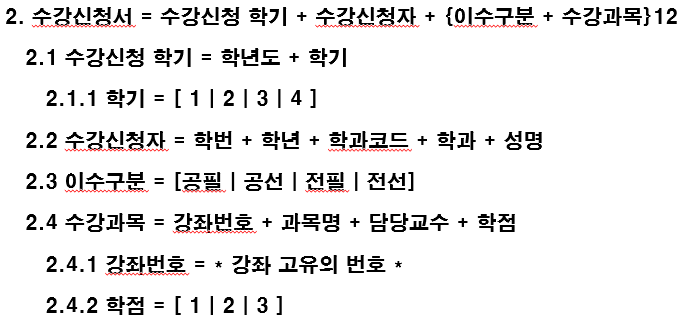 2. 수강신청서 = 수강신청 학기 + 수강신청자 + {이수구분 + 수강과목}12
2.1 수강신청 학기 = 학년도 + 학기
2.1.1 학기 = [ 1 | 2 | 3 | 4 ]
2.2 수강신청자 = 학번 + 학년 + 학과코드 + 학과 + 성명
2.3 이수구분 = [공필 | 공선 | 전필 | 전선]
2.4 수강과목 = 강좌번호 + 과목명 + 담당교수 + 학점
2.4.1 강좌번호 = * 강좌 고유의 번호 *
2.4.2 학점 = [ 1 | 2 | 3 ]